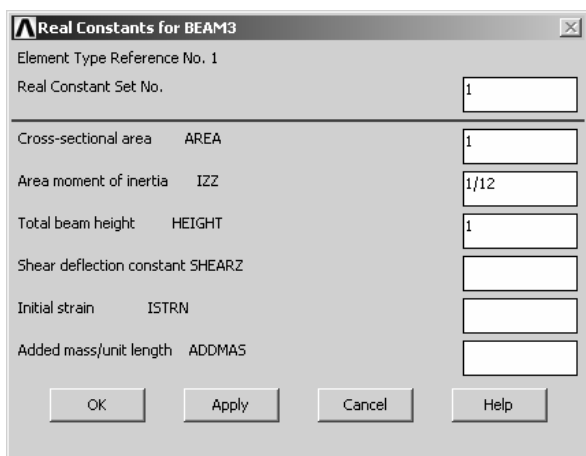 Real Constants for BEAM3
Element Type Reference No. 1
Real Constant Set No. 1
Cross-sectional area AREA 1
Area moment of inertia IZZ 1/12
Total beam height HEIGHT 1
Shear deflection constant SHEARZ
Initial strain ISTRN
Added mass/unit length ADDMAS
OK Apply Cancel Help